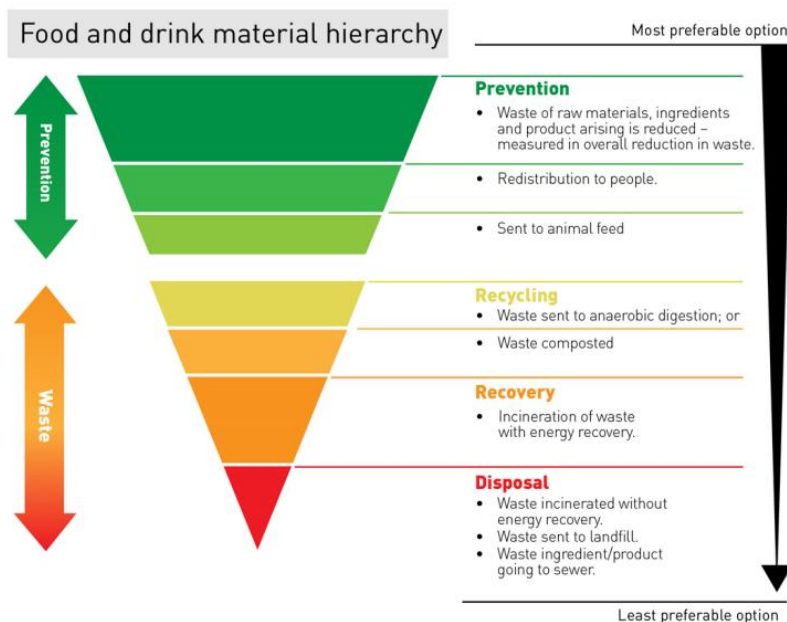 Food and drink material hierarchy
Most preferable option
Prevention
Prevention
• Waste of raw materials, ingredients
and product arising is reduced –
measured in overall reduction in waste.
• Redistribution to people.
• Sent to animal feed
Waste
Recycling
• Waste sent to anaerobic digestion; or
• Waste composted
Recovery
• Incineration of waste
with energy recovery.
Disposal
• Waste incinerated without
energy recovery.
• Waste sent to landfill.
• Waste ingredient/product
going to sewer.
Least preferable option